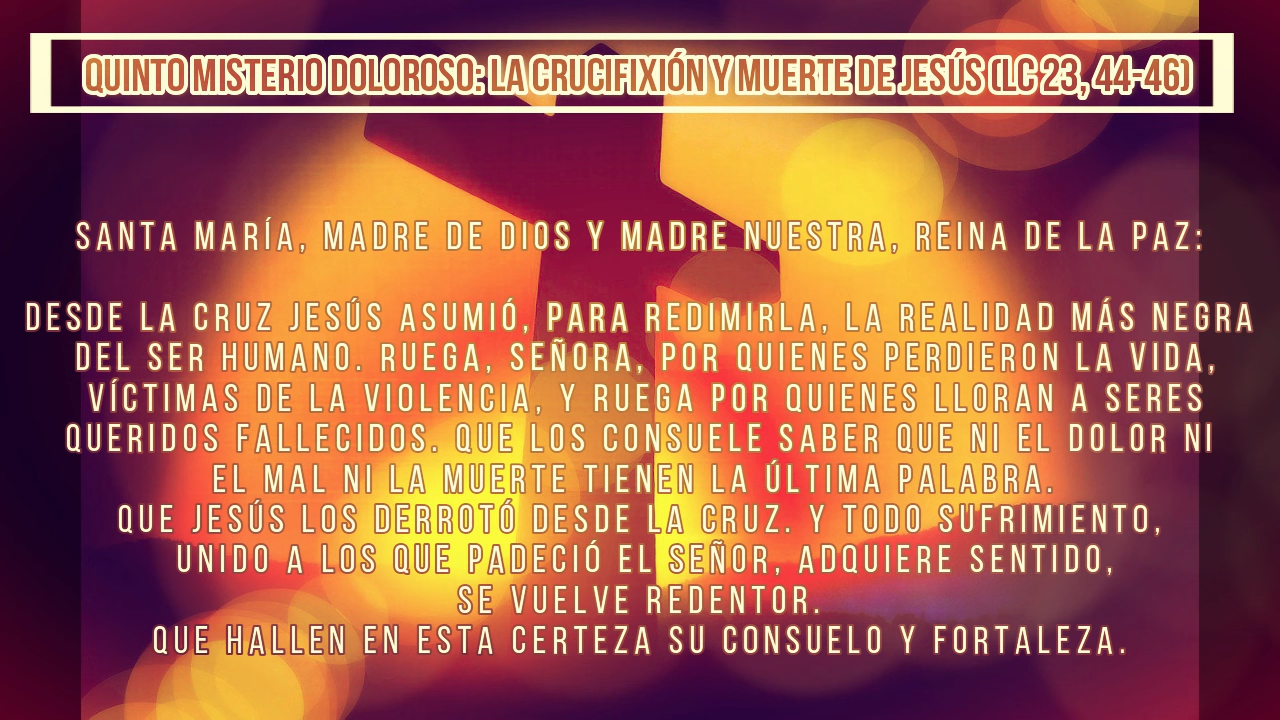 QUINTO MISTERIO DOLOROSO: LA CRUCIFIXIÓN Y MUERTE DE JESÚS (LC 23, 44-46)
SANTA MARÍA, MADRE DE DIOS Y MADRE NUESTRA, REINA DE LA PAZ:
DESDE LA CRUZ JESÚS ASUMIÓ, PARA REDIMIRLA, LA REALIDAD MÁS NEGRA
DEL SER HUMANO. RUEGA, SEÑORA, POR QUIENES PERDIERON LA VIDA,
VÍCTIMAS DE LA VIOLENCIA, Y RUEGA POR QUIENES LLORAN A SERES
QUERIDOS FALLECIDOS. QUE LOS CONSUELE SABER QUE NI EL DOLOR NI
EL MAL NI LA MUERTE TIENEN LA ÚLTIMA PALABRA.
QUE JESÚS LOS DERROTÓ DESDE LA CRUZ. Y TODO SUFRIMIENTO,
UNIDO A LOS QUE PADECIÓ EL SEÑOR, ADQUIERE SENTIDO,
SE VUELVE REDENTOR.
QUE HALLEN EN ESTA CERTEZA SU CONSUELO Y FORTALEZA.